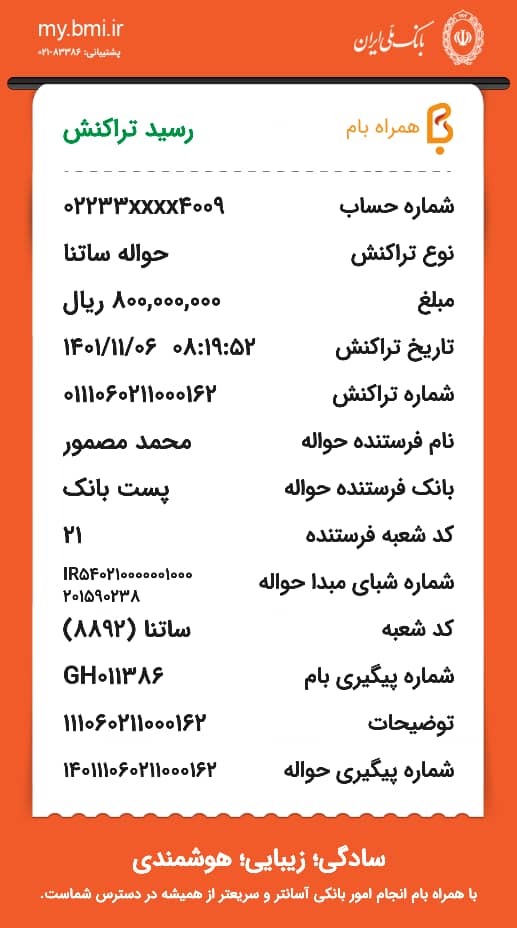 بانک ملی ایران
my.bmi.ir
پشتیبانی: ۸۳۳۸۶-۰۲۱
همراه بام
رسید تراکنش
شماره حساب ۰۲۲۳۳xxxx۴۰۰۹
نوع تراکنش حواله ساتنا
مبلغ ۸۰۰,۰۰۰,۰۰۰ ریال
تاریخ تراکنش ۱۴۰۱/۱۱/۰۶ ۰۸:۱۹:۵۲
شماره تراکنش ۰۱۱۱۰۶۰۲۱۱۰۰۰۱۶۲
نام فرستنده حواله محمد مصمور
بانک فرستنده حواله پست بانک
کد شعبه فرستنده ۲۱
شماره شبای مبدا حواله IR۵۴۰۲۱۰۰۰۰۰۰۱۰۰۰
۲۰۱۵۹۰۲۳۸
کد شعبه ساتنا (۸۸۹۲)
شماره پیگیری بام GH۰۱۱۳۸۶
توضیحات ۱۱۱۰۶۰۲۱۱۰۰۰۱۶۲
شماره پیگیری حواله ۱۴۰۱۱۱۰۶۰۲۱۱۰۰۰۱۶۲
سادگی؛ زیبایی؛ هوشمندی
با همراه بام انجام امور بانکی آسانتر و سریعتر از همیشه در دسترس شماست.